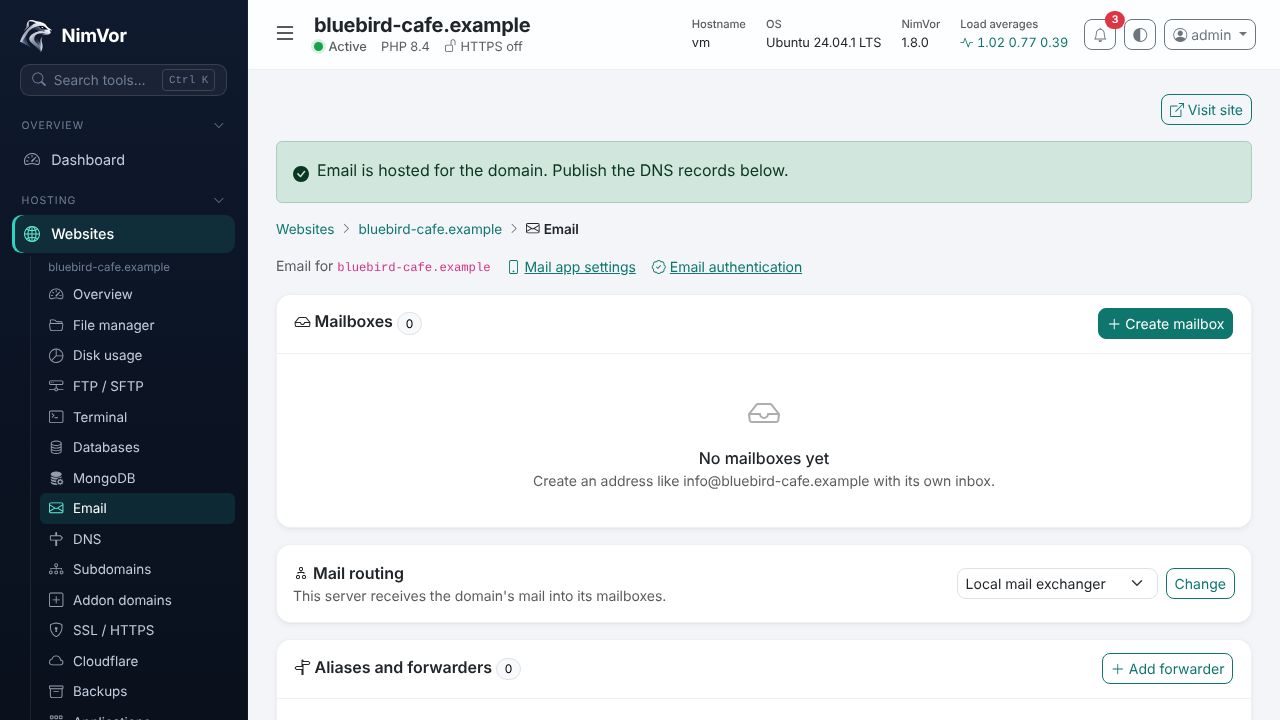 NimVor
Search tools... Ctrl K
OVERVIEW
Dashboard
HOSTING
Websites
bluebird-cafe.example
Overview
File manager
Disk usage
FTP / SFTP
Terminal
Databases
MongoDB
Email
DNS
Subdomains
Addon domains
SSL / HTTPS
Cloudflare
Backups
bluebird-cafe.example
Active PHP 8.4 HTTPS off
Hostname
vm
OS
Ubuntu 24.04.1 LTS
NimVor
1.8.0
Load averages
1.02 0.77 0.39
3
admin
Visit site
Email is hosted for the domain. Publish the DNS records below.
Websites bluebird-cafe.example Email
Email for bluebird-cafe.example Mail app settings Email authentication
Mailboxes 0
Create mailbox
No mailboxes yet
Create an address like info@bluebird-cafe.example with its own inbox.
Mail routing
This server receives the domain's mail into its mailboxes.
Local mail exchanger
Change
Aliases and forwarders 0
Add forwarder